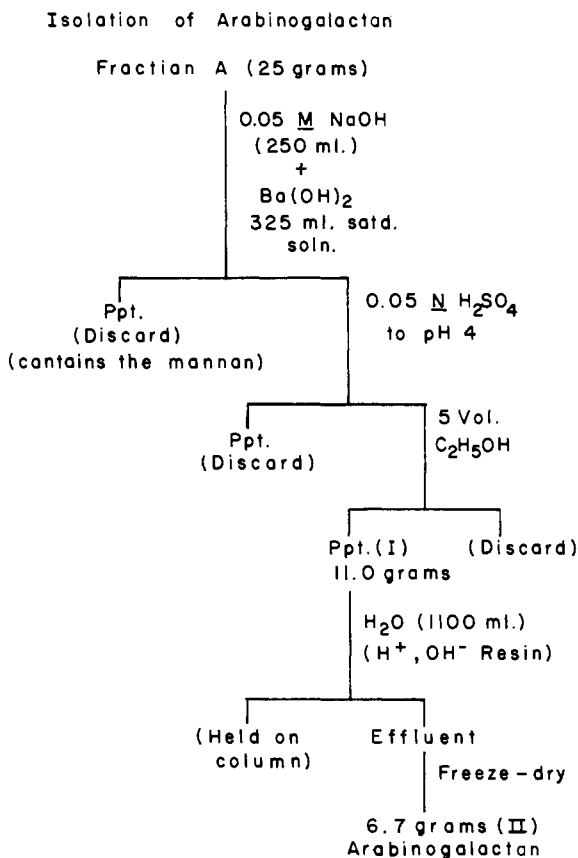 Isolation of Arabinogalactan
Fraction A (25 grams)
0.05 M NaOH
(250 ml.)
+
Ba(OH)2
325 ml. satd.
soln.
Ppt.
(Discard)
(contains the mannan)
0.05 N H2SO4
to pH 4
Ppt.
(Discard)
5 Vol.
C2H5OH
Ppt. (I)
11.0 grams
(Discard)
H2O (1100 ml.)
(H+, OH- Resin)
(Held on
column)
Effluent
Freeze-dry
6.7 grams (II)
Arabinogalactan